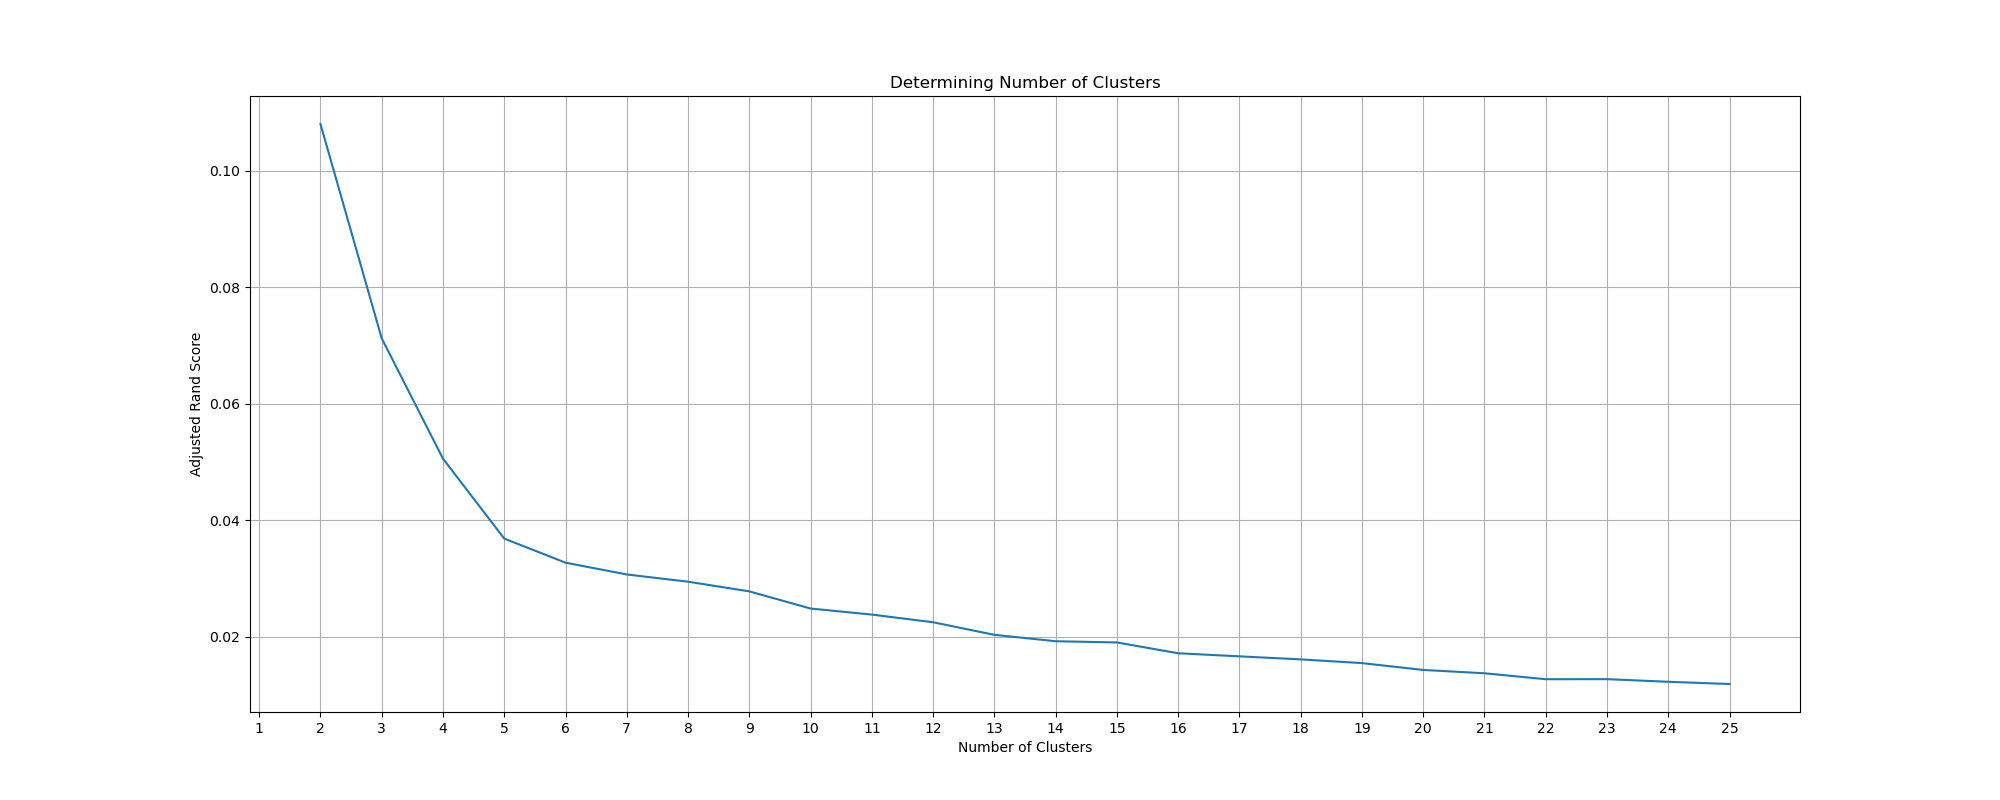 Determining Number of Clusters
0.10
0.08
0.06
0.04
0.02
Adjusted Rand Score
1 2 3 4 5 6 7 8 9 10 11 12 13 14 15 16 17 18 19 20 21 22 23 24 25
Number of Clusters